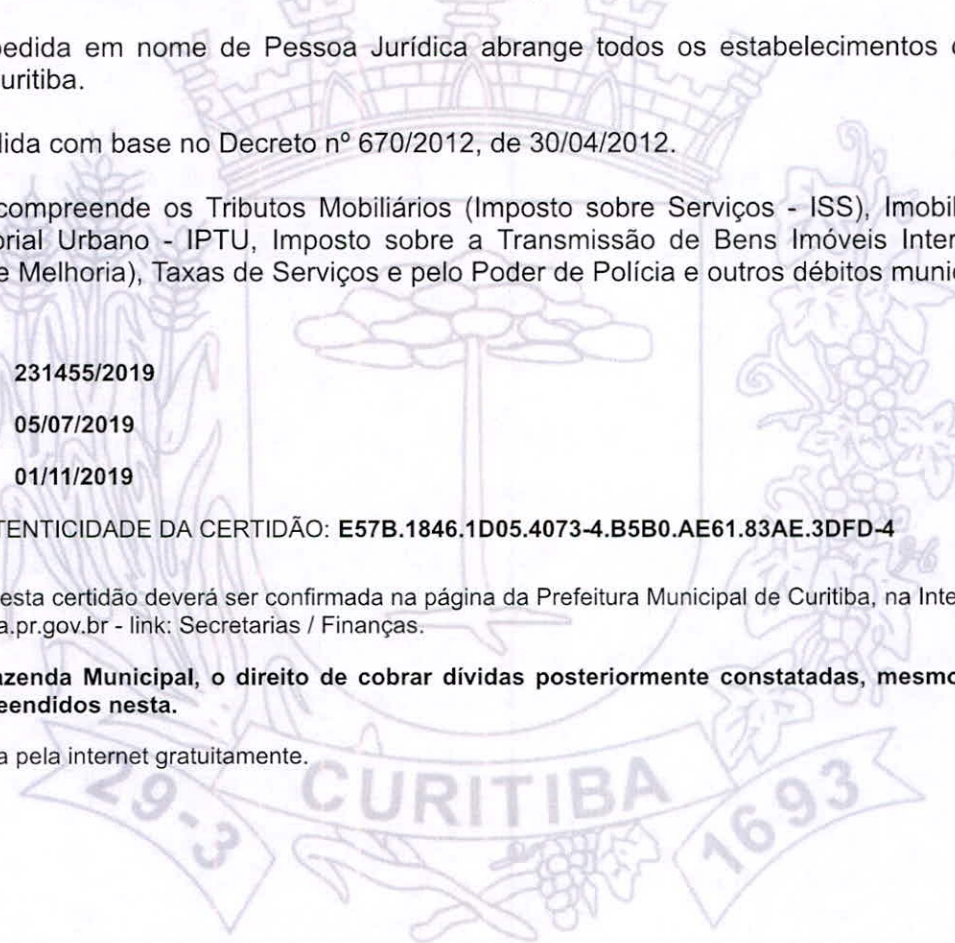 pedida em nome de Pessoa Jurídica abrange todos os estabelecimentos
uritiba.
dida com base no Decreto nº 670/2012, de 30/04/2012.
compreende os Tributos Mobiliários (Imposto sobre Serviços - ISS), Imobil
orial Urbano - IPTU, Imposto sobre a Transmissão de Bens Imóveis Inter
e Melhoria), Taxas de Serviços e pelo Poder de Polícia e outros débitos munic
231455/2019
05/07/2019
01/11/2019
TENTICIDADE DA CERTIDÃO: E57B.1846.1D05.4073-4.B5B0.AE61.83AE.3DFD-4
esta certidão deverá ser confirmada na página da Prefeitura Municipal de Curitiba, na Inte
a.pr.gov.br - link: Secretarias / Finanças.
azenda Municipal, o direito de cobrar dívidas posteriormente constatadas, mesmo
eendidos nesta.
a pela internet gratuitamente.
29-3 CURITIBA 1693